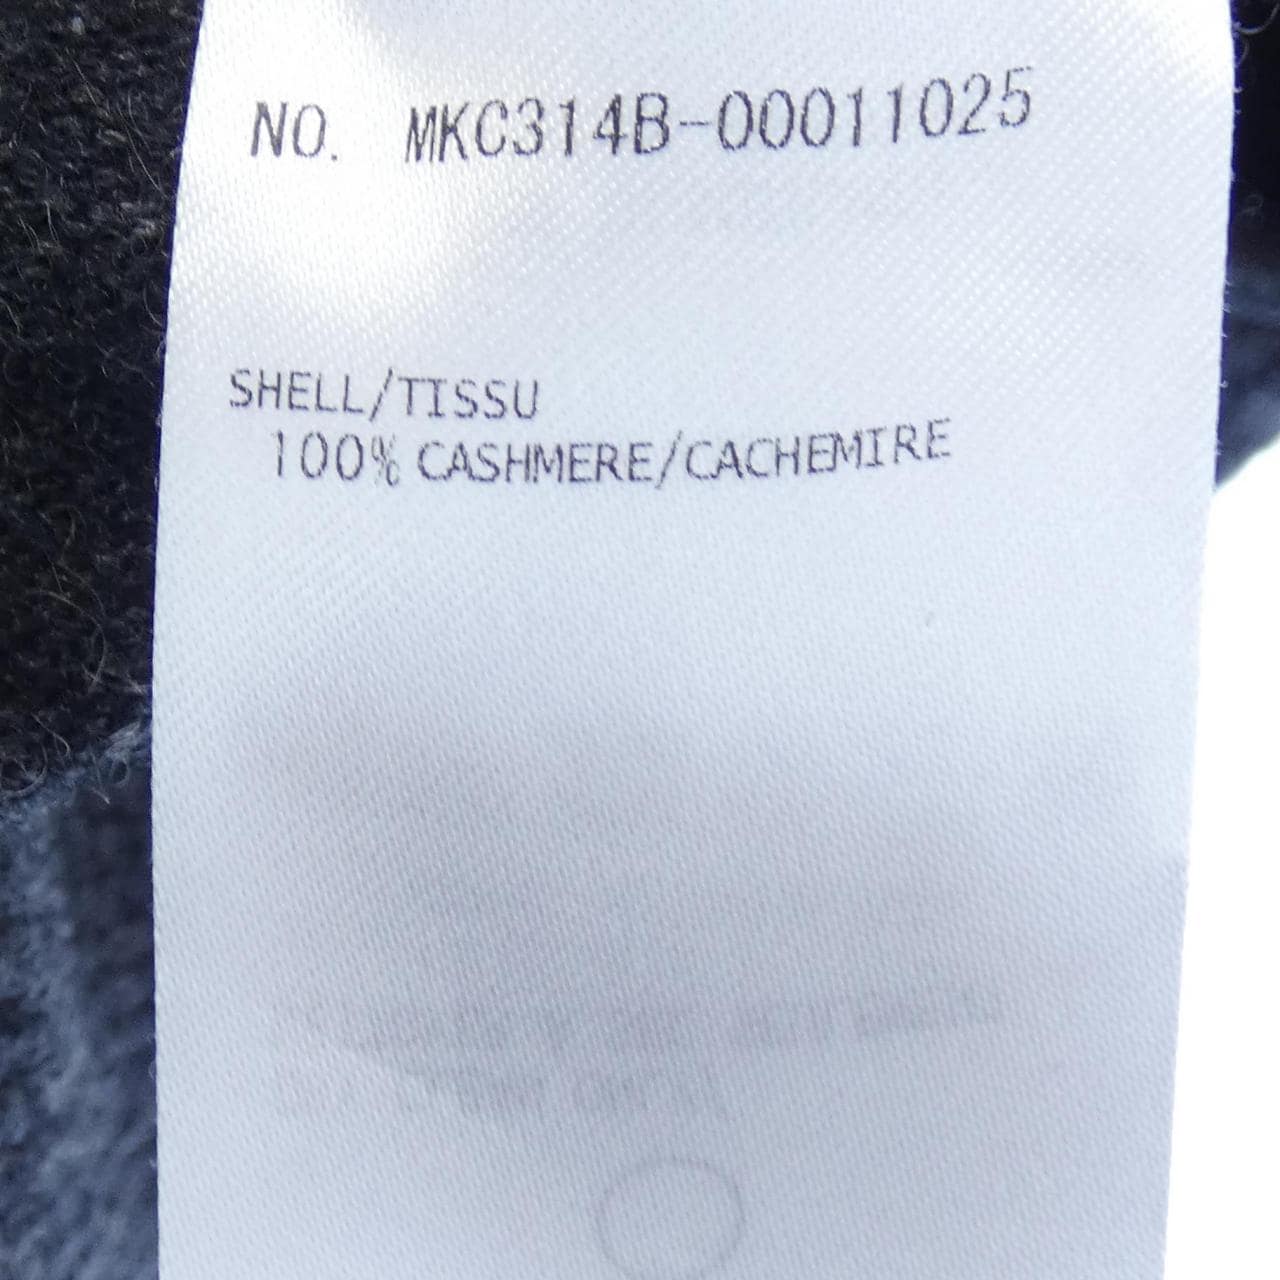 NO. MKC314B-00011025
SHELL/TISSU
100% CASHMERE/CACHEMIRE